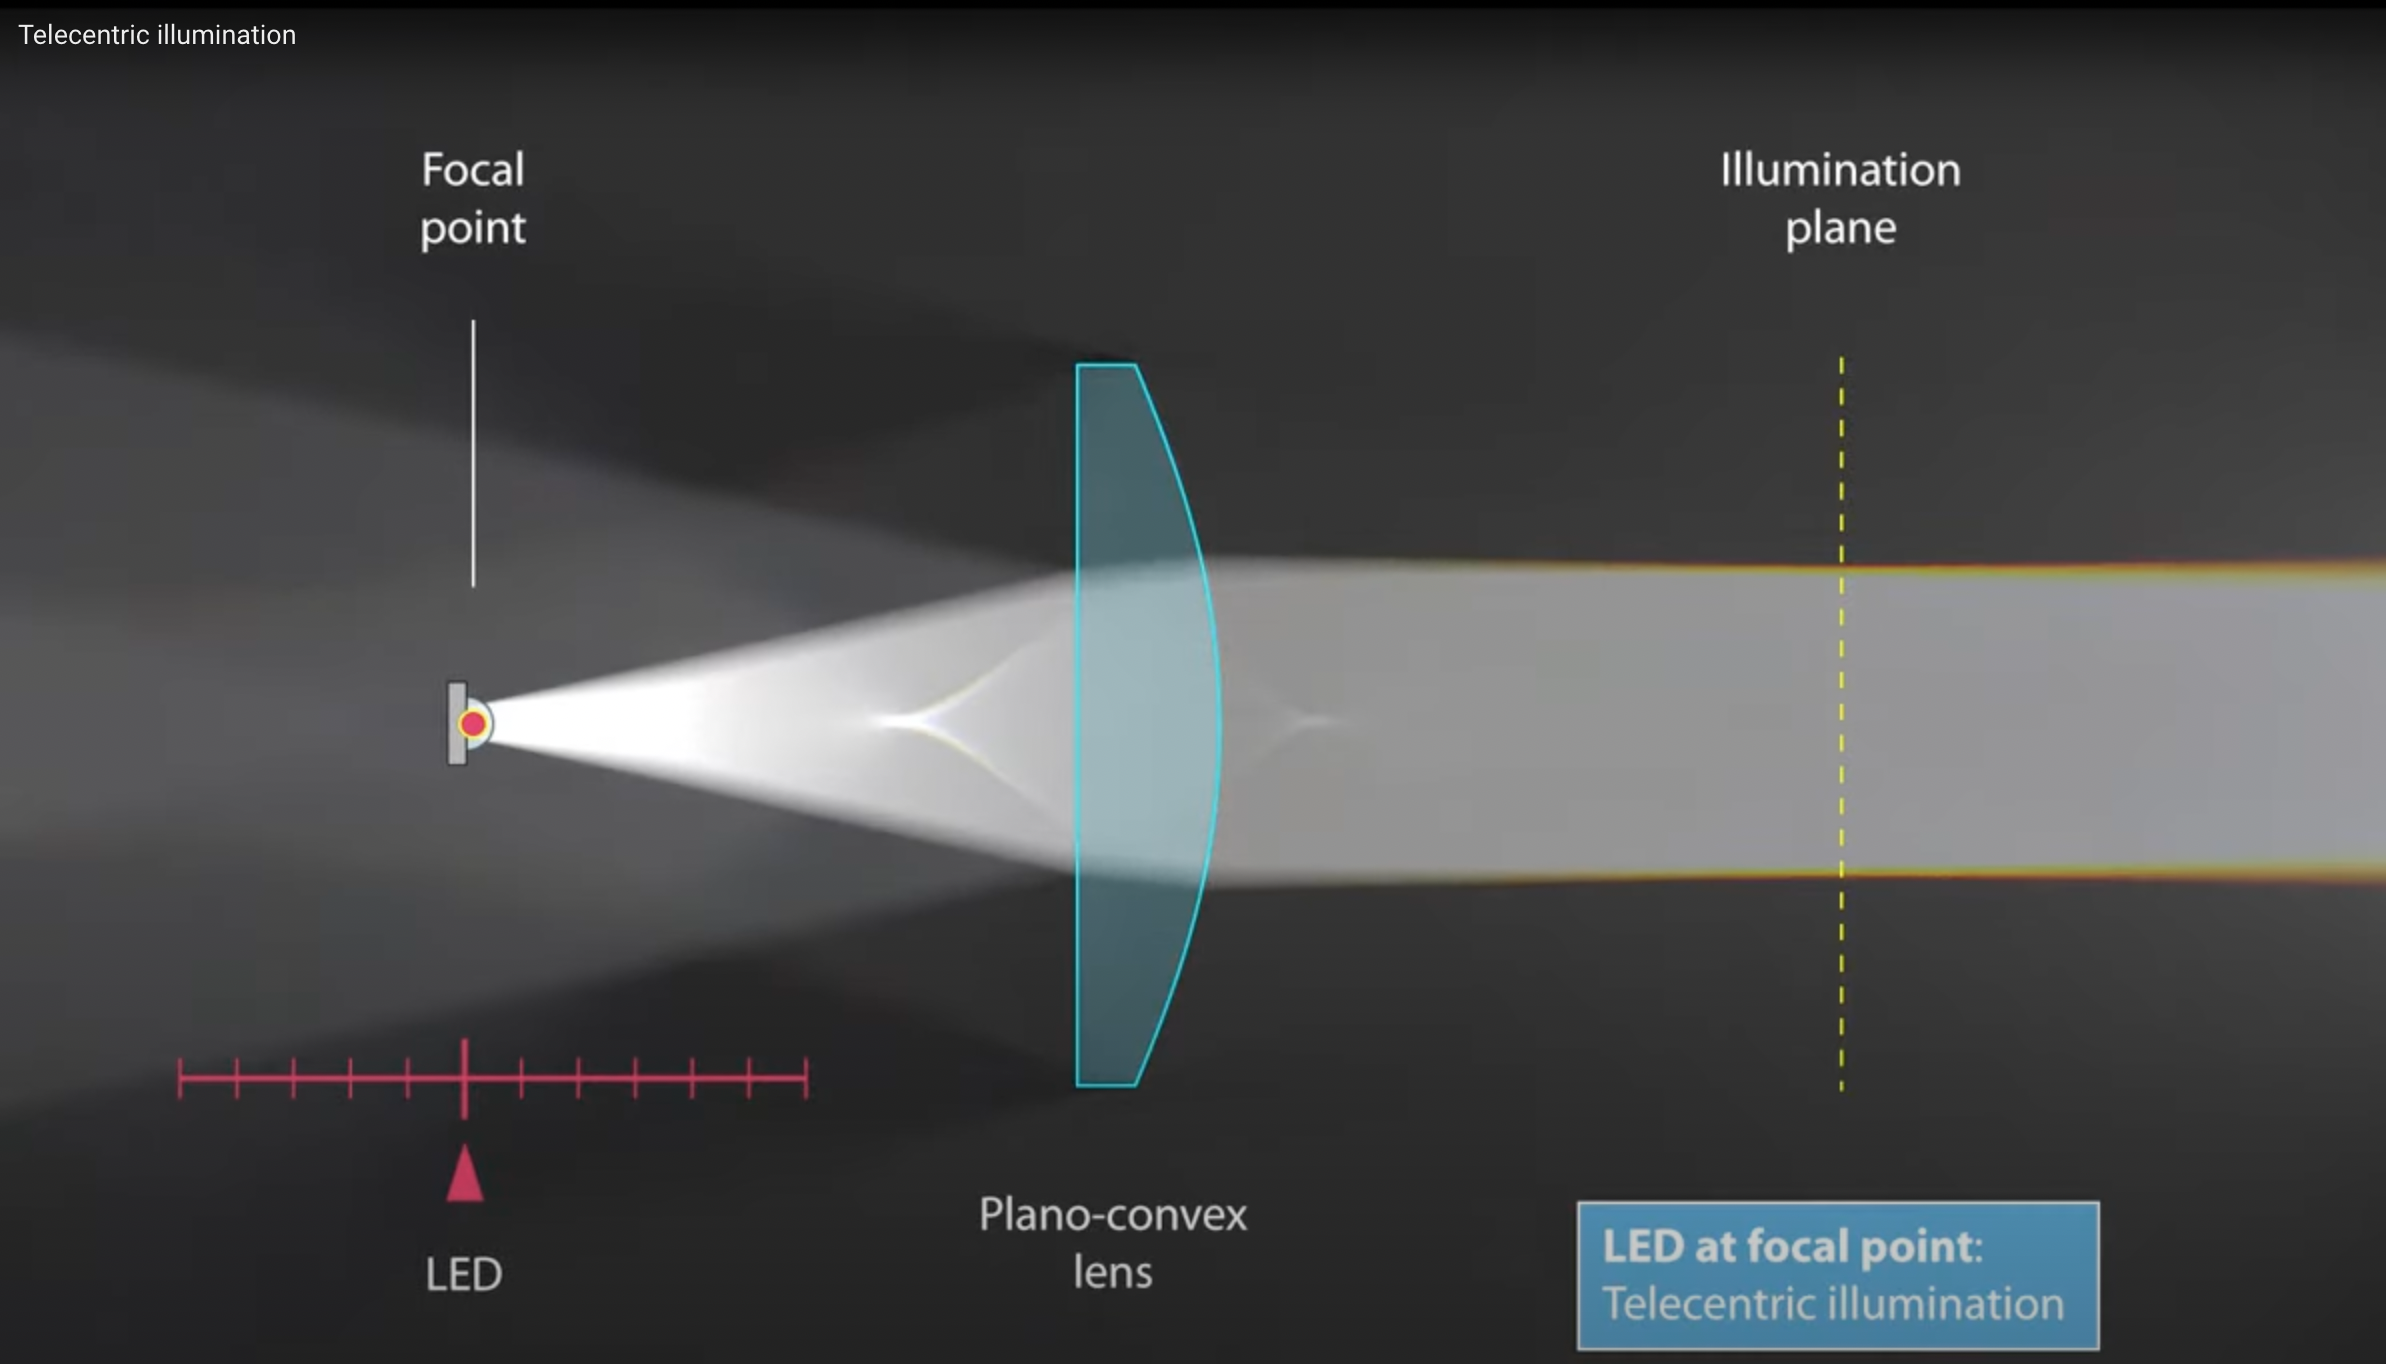 Telecentric illumination
Focal
point
Illumination
plane
Plano-convex
lens
LED
LED at focal point:
Telecentric illumination